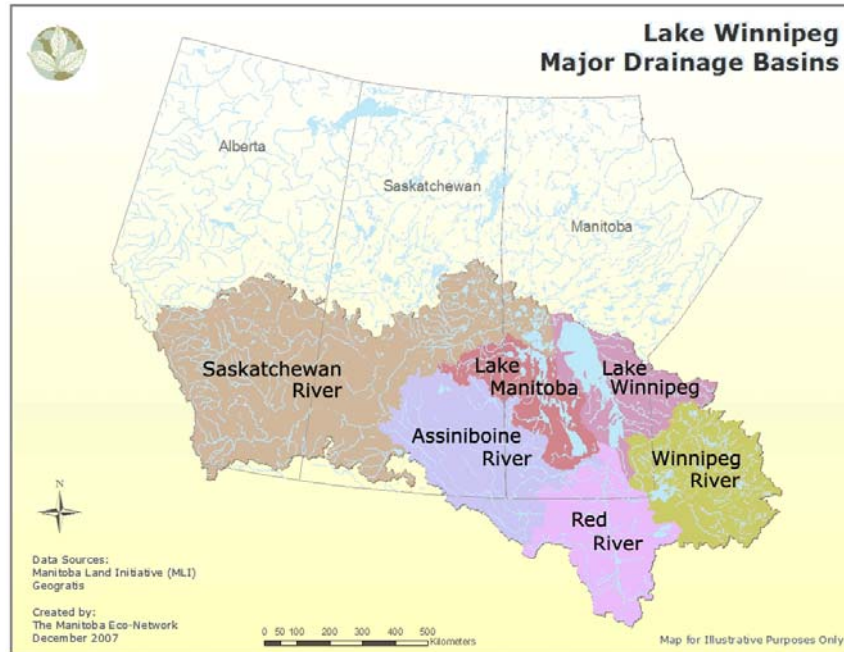 Lake Winnipeg
Major Drainage Basins
Alberta
Saskatchewan
Manitoba
Saskatchewan
River
Lake
Manitoba
Lake
Winnipeg
Assiniboine
River
Winnipeg
River
Red
River
N
Data Sources:
Manitoba Land Initiative (MLI)
Geogratis
Created by:
The Manitoba Eco-Network
December 2007
0 50 100 200 300 400 500
Kilometers
Map for Illustrative Purposes Only